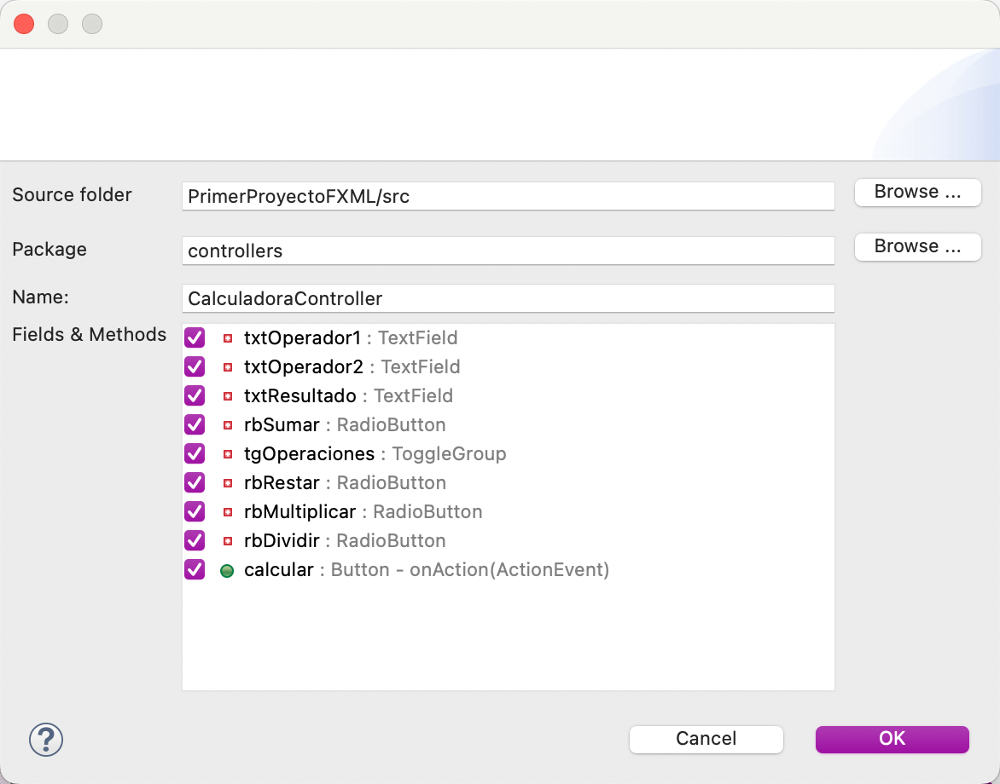 Source folder PrimerProyectoFXML/src Browse ...
Package controllers Browse ...
Name: CalculadoraController
Fields & Methods txtOperador1 : TextField
txtOperador2 : TextField
txtResultado : TextField
rbSumar : RadioButton
tgOperaciones : ToggleGroup
rbRestar : RadioButton
rbMultiplicar : RadioButton
rbDividir : RadioButton
calcular : Button - onAction(ActionEvent)
? Cancel OK